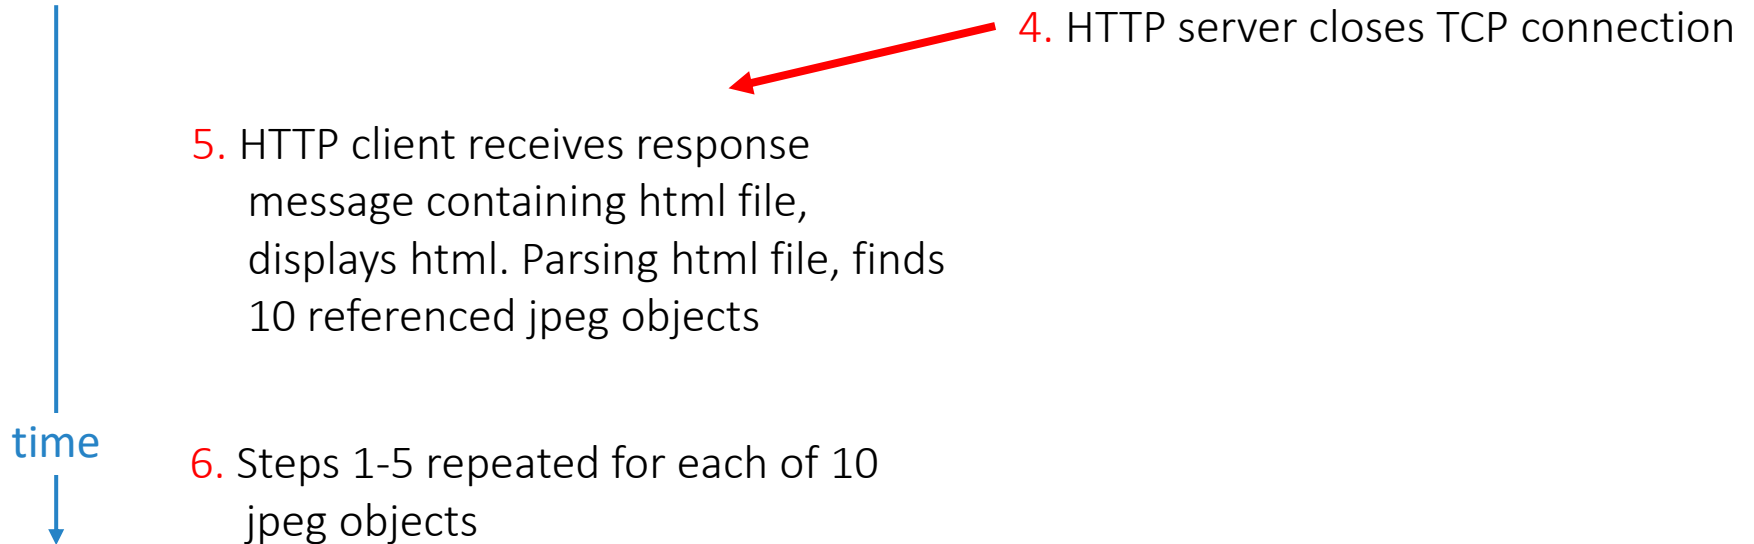 4. HTTP server closes TCP connection
5. HTTP client receives response
message containing html file,
displays html. Parsing html file, finds
10 referenced jpeg objects
time
6. Steps 1-5 repeated for each of 10
jpeg objects